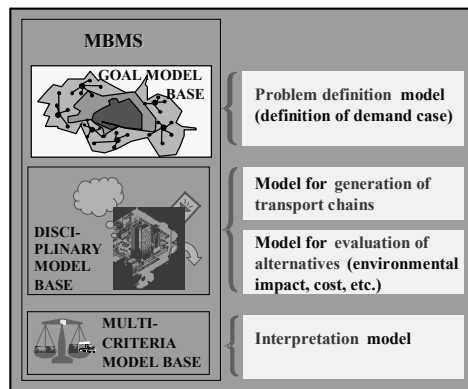 MBMS
GOAL MODEL
BASE
Problem definition model
(definition of demand case)
DISCI-
PLINARY
MODEL
BASE
Model for generation of
transport chains
Model for evaluation of
alternatives (environmental
impact, cost, etc.)
MULTI-
CRITERIA
MODEL BASE
Interpretation model